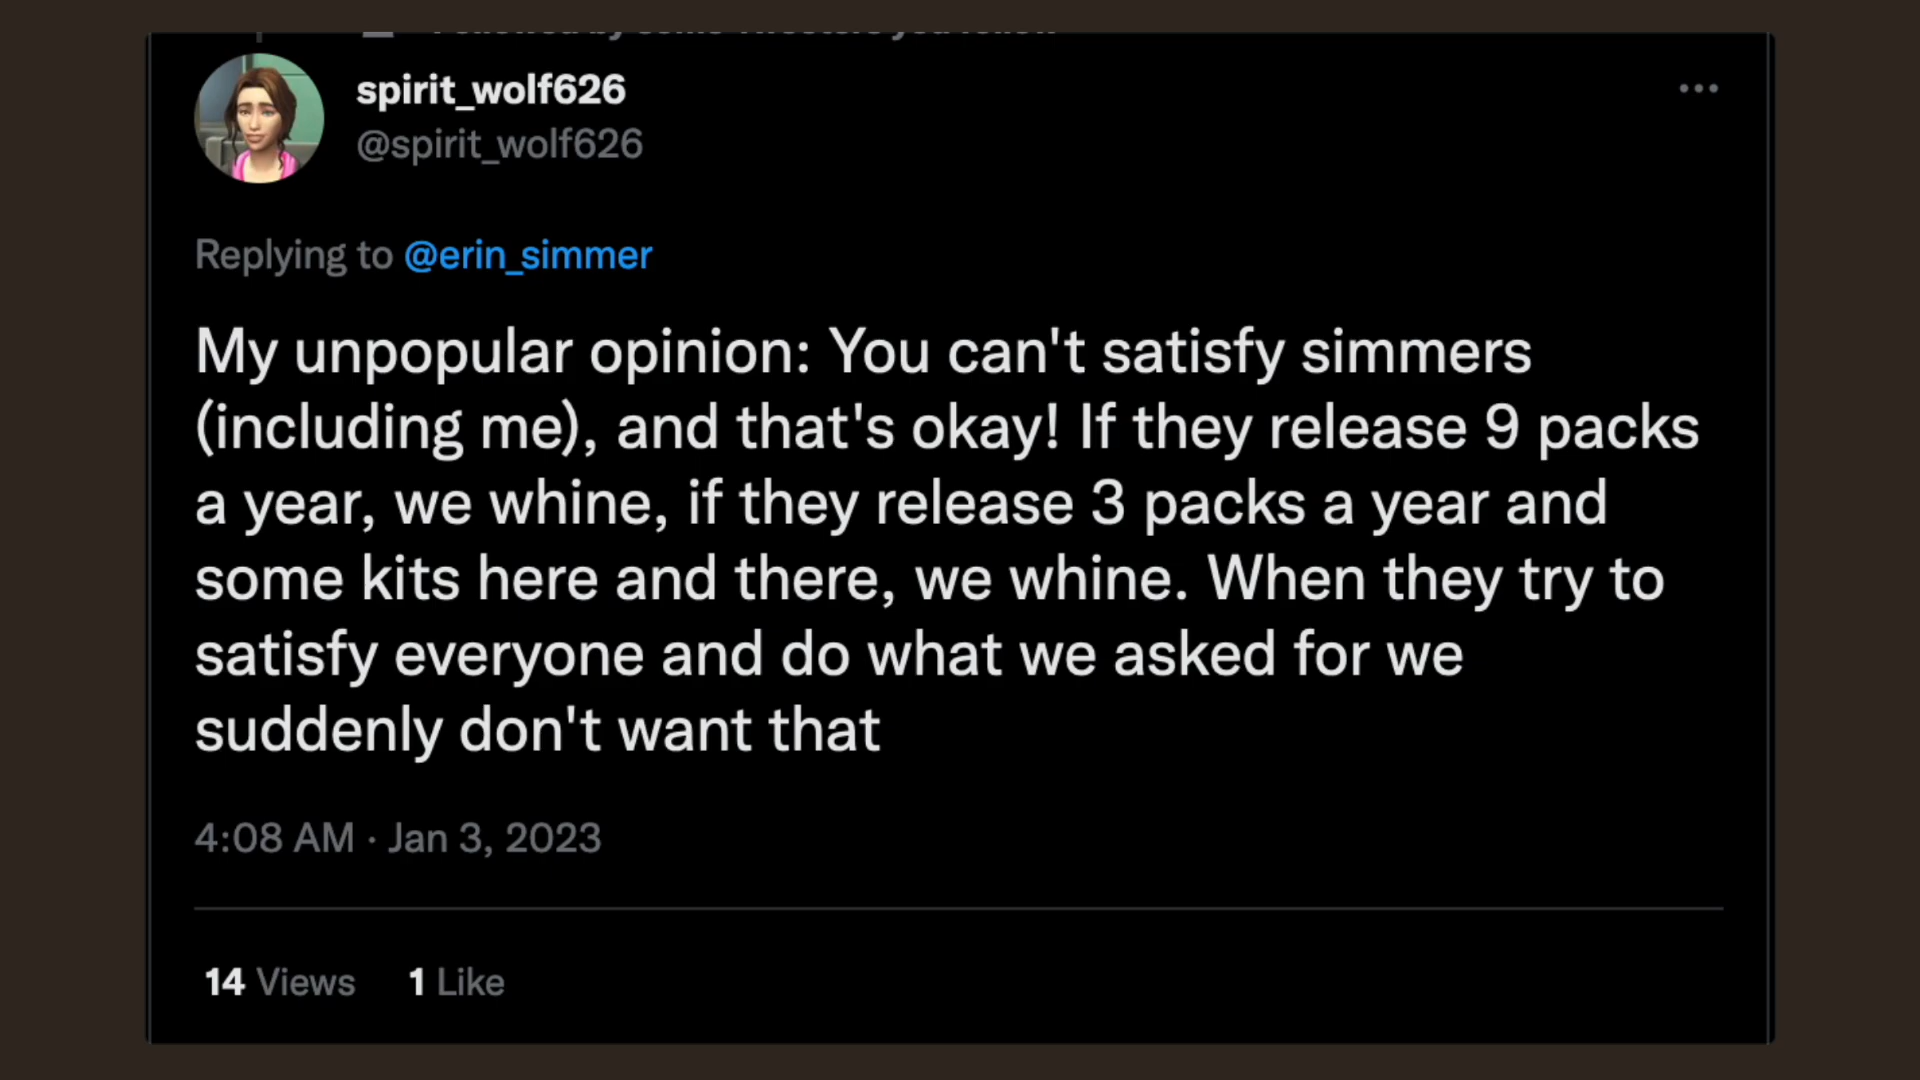 spirit_wolf626
@spirit_wolf626
Replying to @erin_simmer
My unpopular opinion: You can't satisfy simmers
(including me), and that's okay! If they release 9 packs
a year, we whine, if they release 3 packs a year and
some kits here and there, we whine. When they try to
satisfy everyone and do what we asked for we
suddenly don't want that
4:08 AM · Jan 3, 2023
14 Views 1 Like